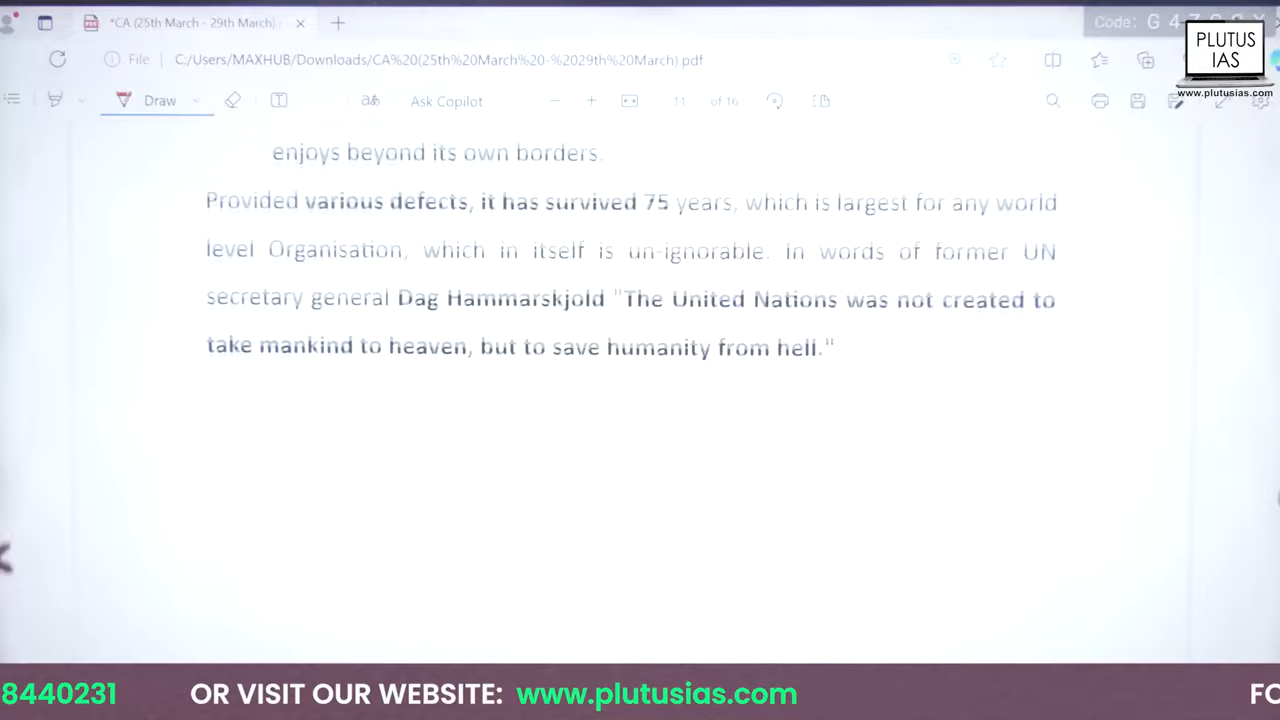 *CA (25th March - 29th March)
Code: G 4 7
PLUTUS
IAS
www.plutusias.com
File
C:/Users/MAXHUB/Downloads/CA%20(25th%20March%20-%2029th%20March).pdf
Draw
Ask Copilot
11 of 16
enjoys beyond its own borders.
Provided various defects, it has survived 75 years, which is largest for any world
level Organisation, which in itself is un-ignorable. In words of former UN
secretary general Dag Hammarskjold "The United Nations was not created to
take mankind to heaven, but to save humanity from hell."
8440231 OR VISIT OUR WEBSITE: www.plutusias.com FO